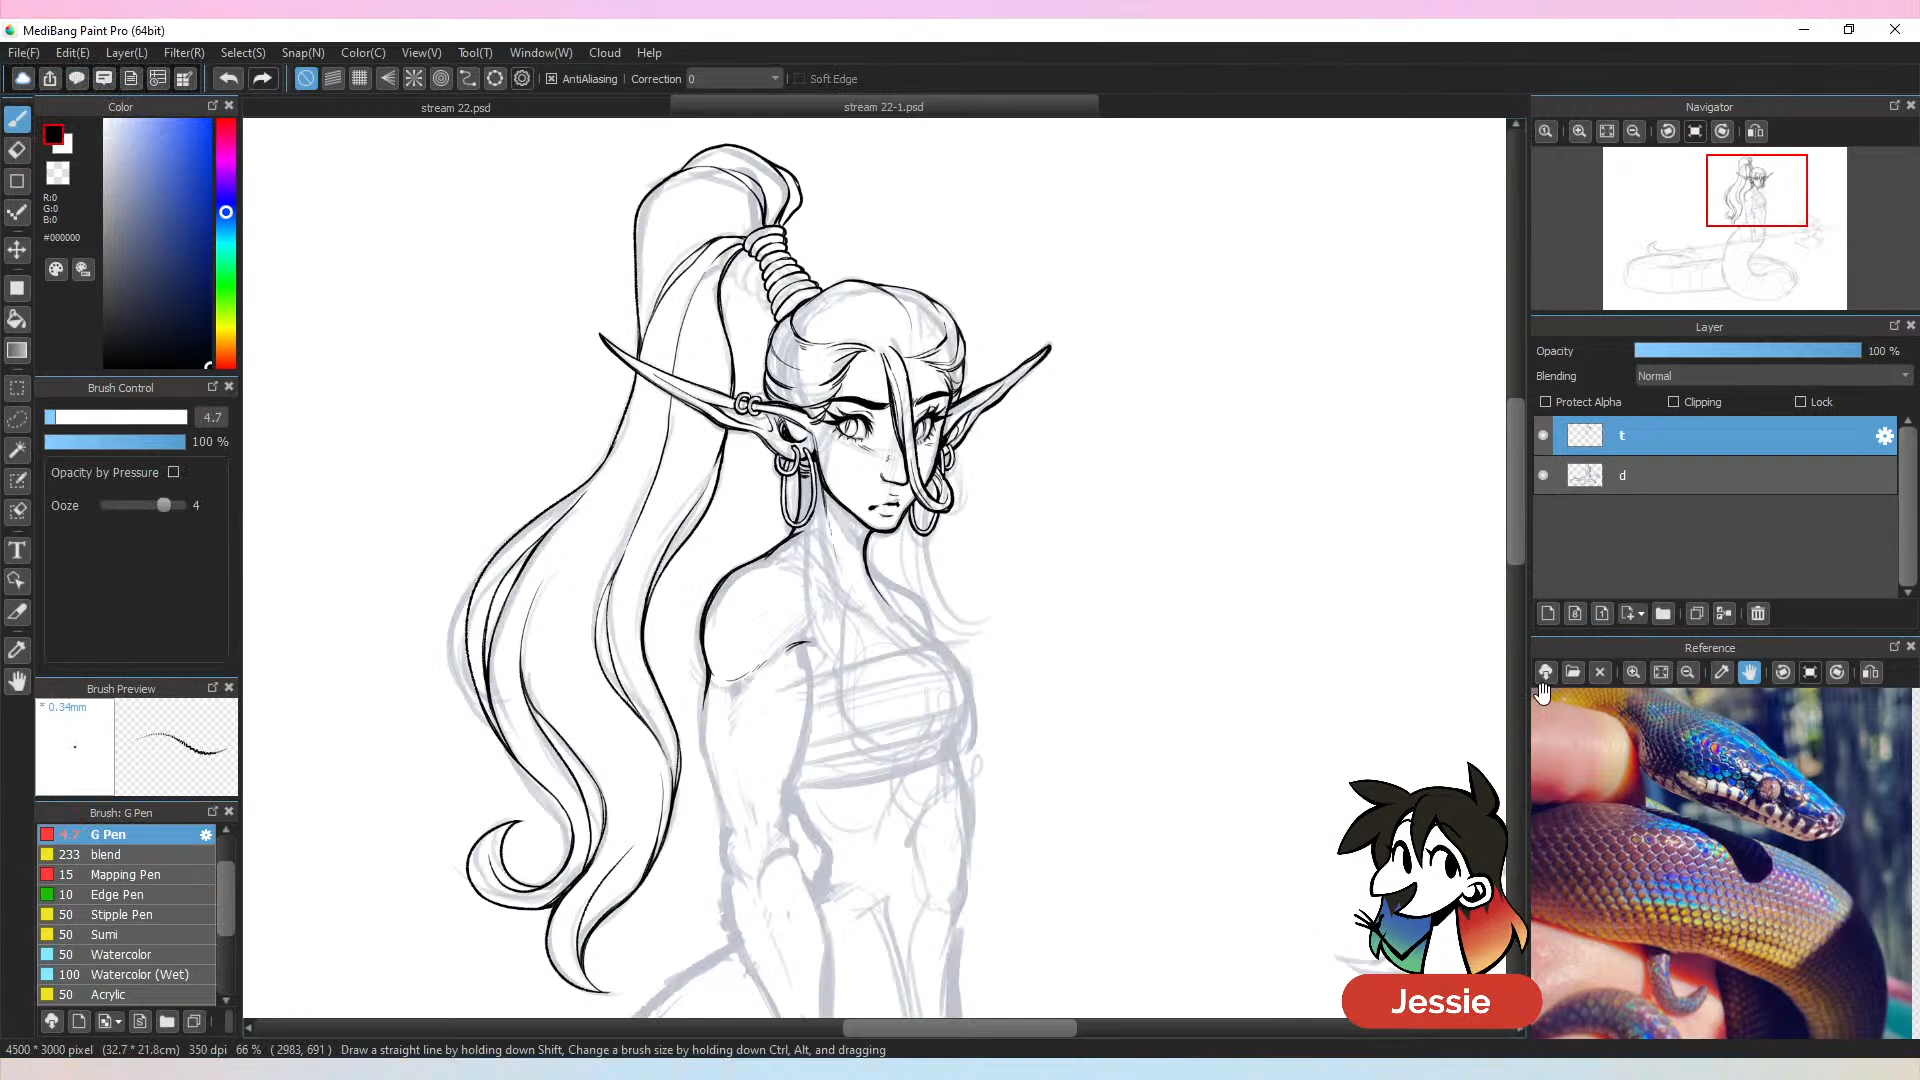 MediBang Paint Pro (64bit)
File(F) Edit(E) Layer(L) Filter(R) Select(S) Snap(N) Color(C) View(V) Tool(T) Window(W) Cloud Help
AntiAliasing Correction 0 Soft Edge
Color
stream 22.psd stream 22-1.psd
Navigator
R:0
G:0
B:0
#000000
Brush Control
4.7
100 %
Opacity by Pressure
Ooze 4
Brush Preview
* 0.34mm
Brush: G Pen
4.7 G Pen
233 blend
15 Mapping Pen
10 Edge Pen
50 Stipple Pen
50 Sumi
50 Watercolor
100 Watercolor (Wet)
50 Acrylic
Layer
Opacity 100 %
Blending Normal
Protect Alpha Clipping Lock
t
d
Reference
Jessie
4500 * 3000 pixel (32.7 * 21.8cm) 350 dpi 66 % ( 2983, 691 ) Draw a straight line by holding down Shift, Change a brush size by holding down Ctrl, Alt, and dragging